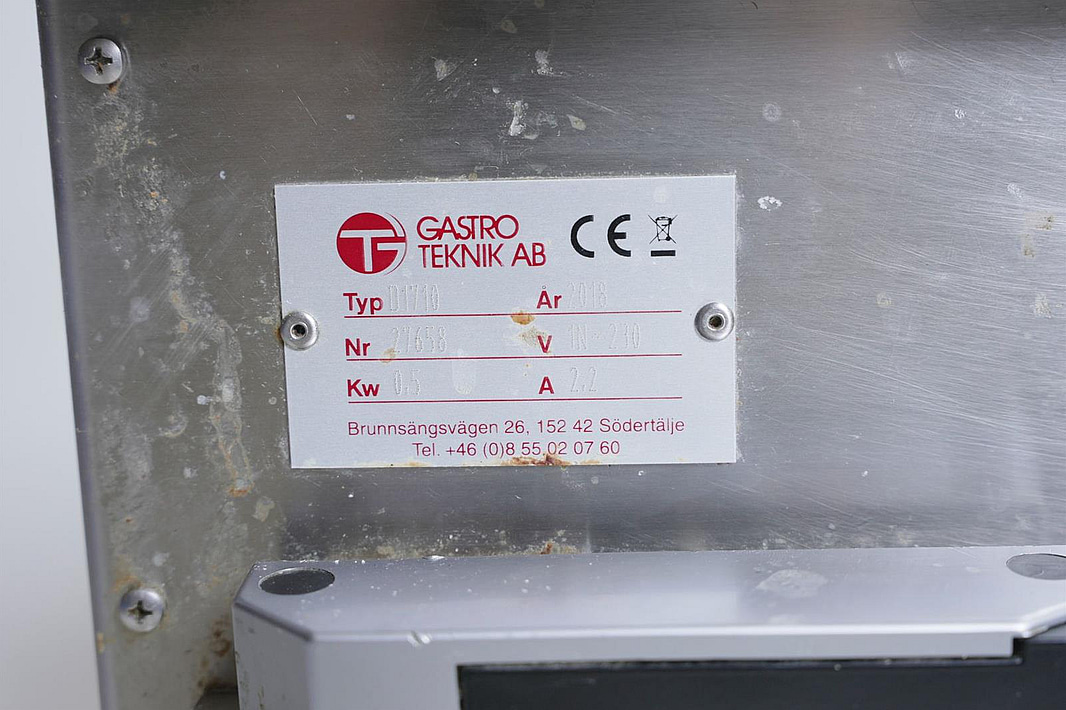 GASTRO
TEKNIK AB CE
Typ D1710 År 2018
Nr 27658 V 1N~230
Kw 0.5 A 2.2
Brunnsängsvägen 26, 152 42 Södertälje
Tel. +46 (0)8 55 02 07 60